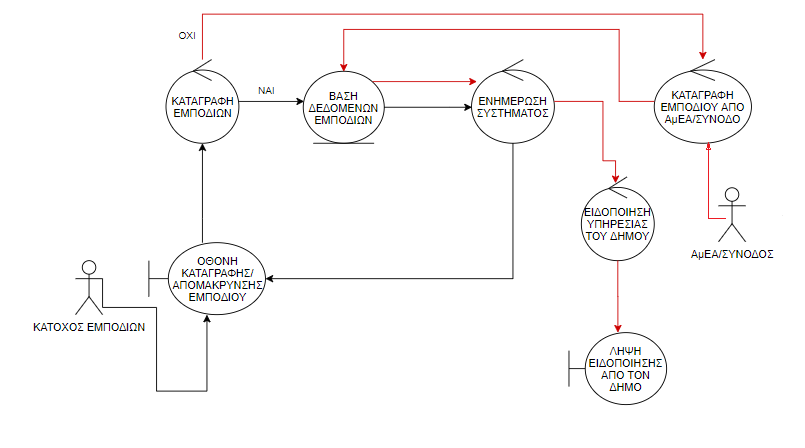 ΟΧΙ
ΚΑΤΑΓΡΑΦΗ
ΕΜΠΟΔΙΩΝ
ΝΑΙ
ΒΑΣΗ
ΔΕΔΟΜΕΝΩΝ
ΕΜΠΟΔΙΩΝ
ΕΝΗΜΕΡΩΣΗ
ΣΥΣΤΗΜΑΤΟΣ
ΚΑΤΑΓΡΑΦΗ
ΕΜΠΟΔΙΟΥ ΑΠΟ
ΑμΕΑ/ΣΥΝΟΔΟ
ΕΙΔΟΠΟΙΗΣΗ
ΥΠΗΡΕΣΙΑΣ
ΤΟΥ ΔΗΜΟΥ
ΑμΕΑ/ΣΥΝΟΔΟΣ
ΟΘΟΝΗ
ΚΑΤΑΓΡΑΦΗΣ/
ΑΠΟΜΑΚΡΥΝΣΗΣ
ΕΜΠΟΔΙΟΥ
ΚΑΤΟΧΟΣ ΕΜΠΟΔΙΩΝ
ΛΗΨΗ
ΕΙΔΟΠΟΙΗΣΗΣ
ΑΠΟ ΤΟΝ
ΔΗΜΟ